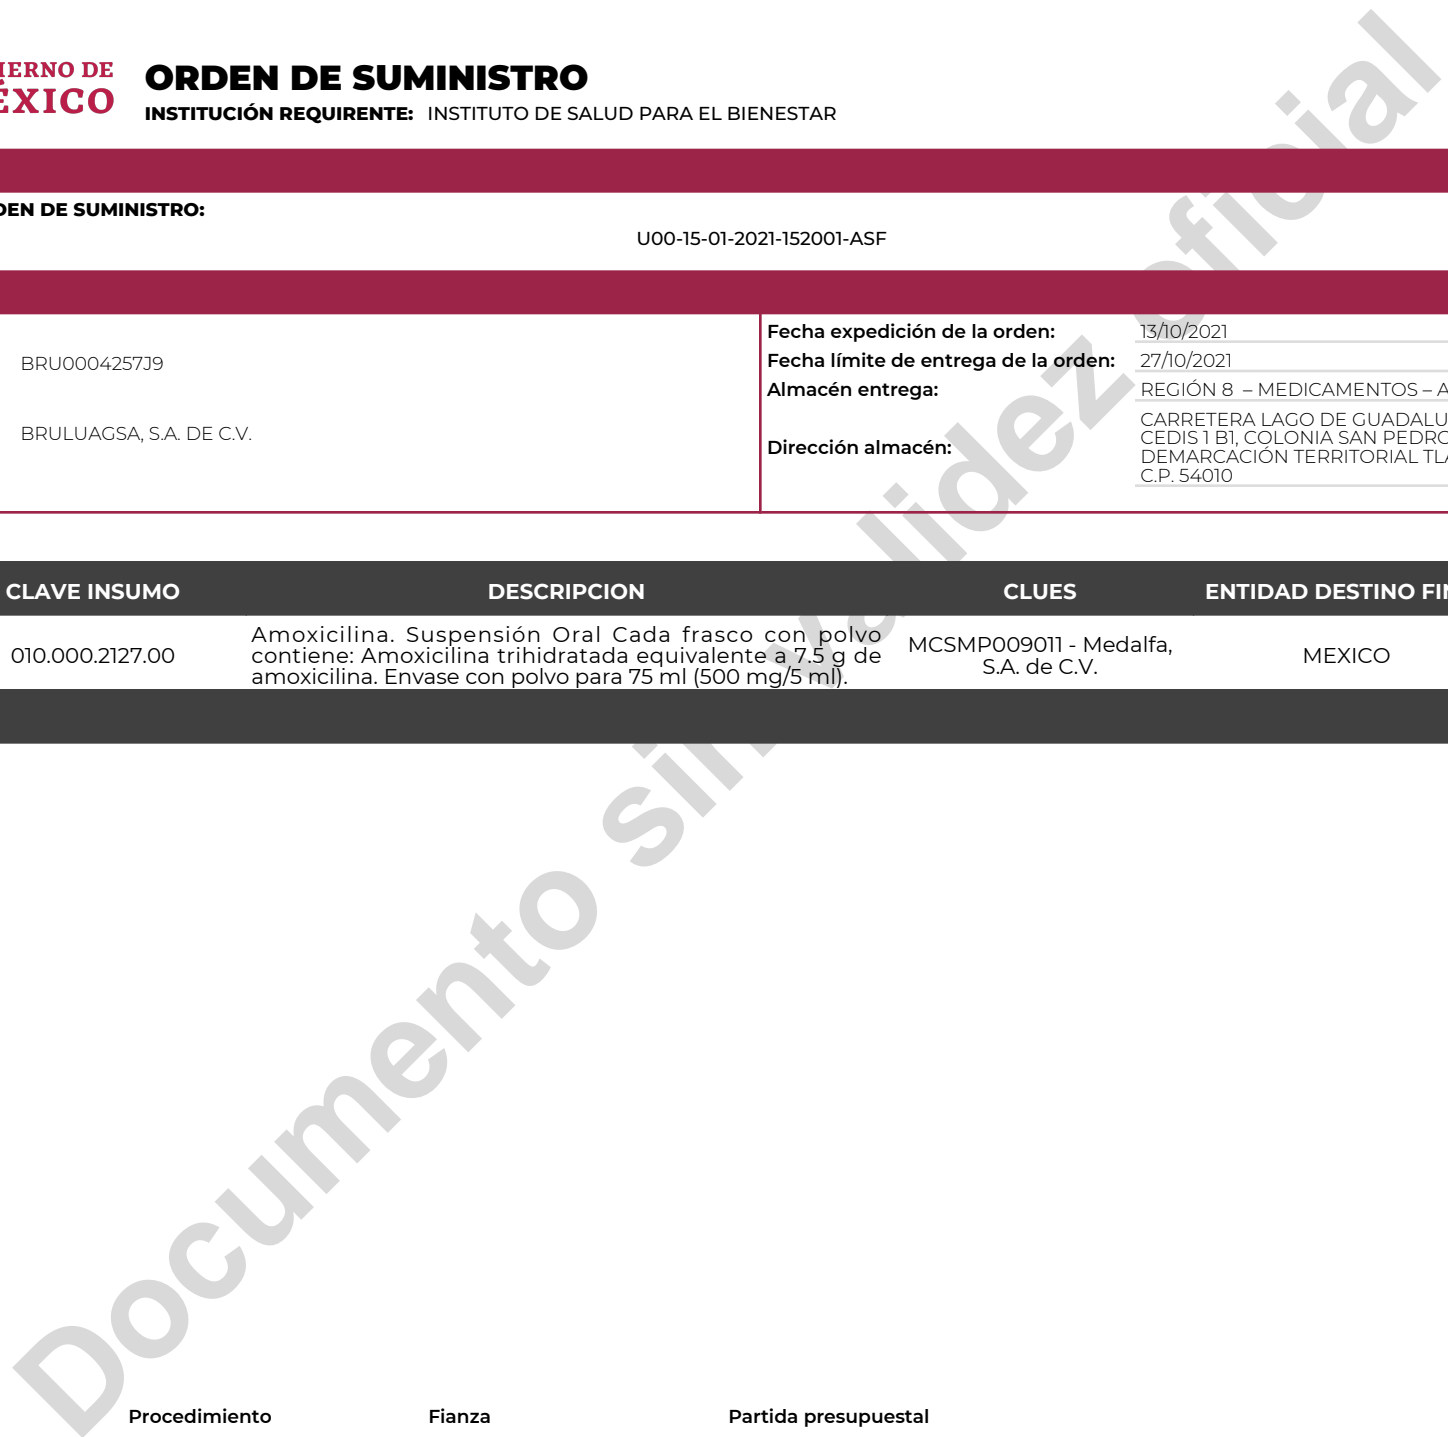 IERNO DE
ÉXICO
ORDEN DE SUMINISTRO
INSTITUCIÓN REQUIRENTE: INSTITUTO DE SALUD PARA EL BIENESTAR
DEN DE SUMINISTRO:
U00-15-01-2021-152001-ASF
BRU0004257J9
BRULUAGSA, S.A. DE C.V.
Fecha expedición de la orden: 13/10/2021
Fecha límite de entrega de la orden: 27/10/2021
Almacén entrega: REGIÓN 8 – MEDICAMENTOS – A
Dirección almacén:
CARRETERA LAGO DE GUADALU
CEDIS 1 B1, COLONIA SAN PEDRO
DEMARCACIÓN TERRITORIAL TLA
C.P. 54010
CLAVE INSUMO DESCRIPCION CLUES ENTIDAD DESTINO FIN
010.000.2127.00
Amoxicilina. Suspensión Oral Cada frasco con polvo
contiene: Amoxicilina trihidratada equivalente a 7.5 g de
amoxicilina. Envase con polvo para 75 ml (500 mg/5 ml).
MCSMP009011 - Medalfa,
S.A. de C.V.
MEXICO
Documento sin validez oficial
Procedimiento Fianza Partida presupuestal